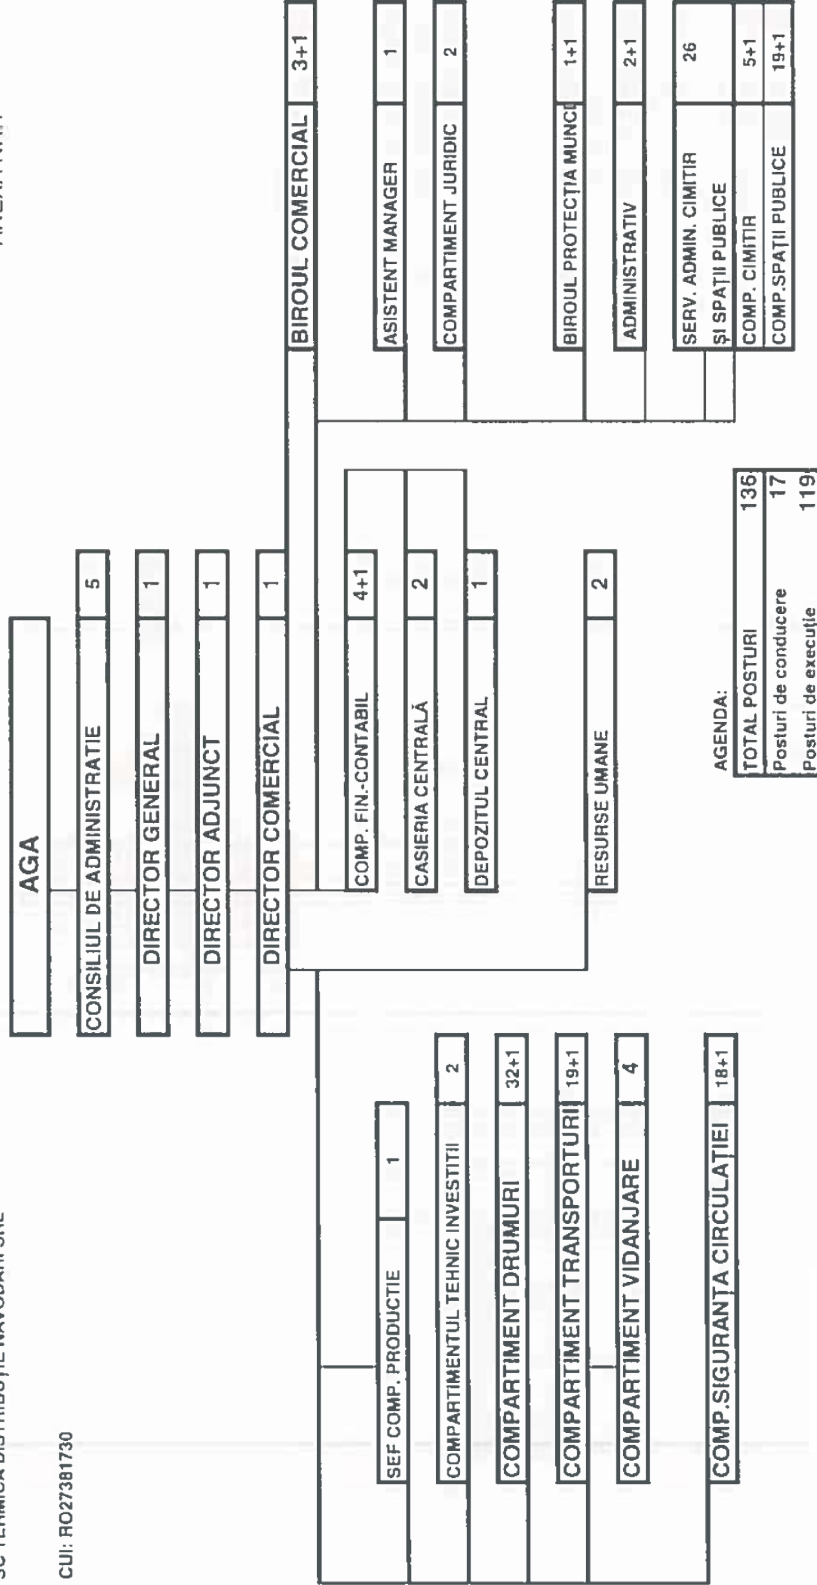 CUI: RO27381730
AGA
CONSILIUL DE ADMINISTRATIE 5
DIRECTOR GENERAL 1
DIRECTOR ADJUNCT 1
DIRECTOR COMERCIAL 1
BIROUL COMERCIAL 3+1
SEF COMP. PRODUCTIE 1
COMP. FIN.-CONTABIL 4+1
ASISTENT MANAGER 1
COMPARTIMENTUL TEHNIC INVESTITII 2
CASIERIA CENTRALĂ 2
COMPARTIMENT JURIDIC 2
COMPARTIMENT DRUMURI 32+1
DEPOZITUL CENTRAL 1
COMPARTIMENT TRANSPORTURI 19+1
BIROUL PROTECȚIA MUNCI 1+1
COMPARTIMENT VIDANJARE 4
RESURSE UMANE 2
ADMINISTRATIV 2+1
COMP.SIGURANȚA CIRCULAȚIEI 18+1
SERV. ADMIN. CIMITIR 26
ȘI SPAȚII PUBLICE
COMP. CIMITIR 5+1
COMP.SPAȚII PUBLICE 19+1
AGENDA:
TOTAL POSTURI 136
Posturi de conducere 17
Posturi de execuție 119